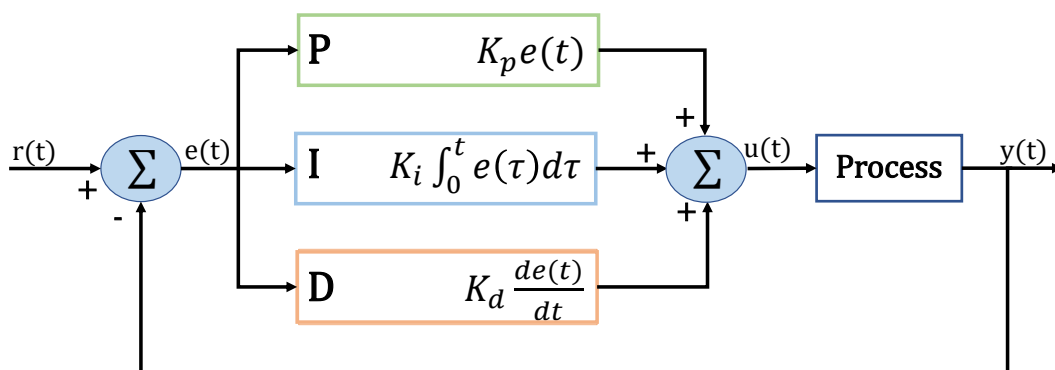 P K_p e(t)
+
r(t) Σ e(t) I K_i ∫_0^t e(τ)dτ + Σ u(t) Process y(t)
+
- +
D K_d de(t)/dt